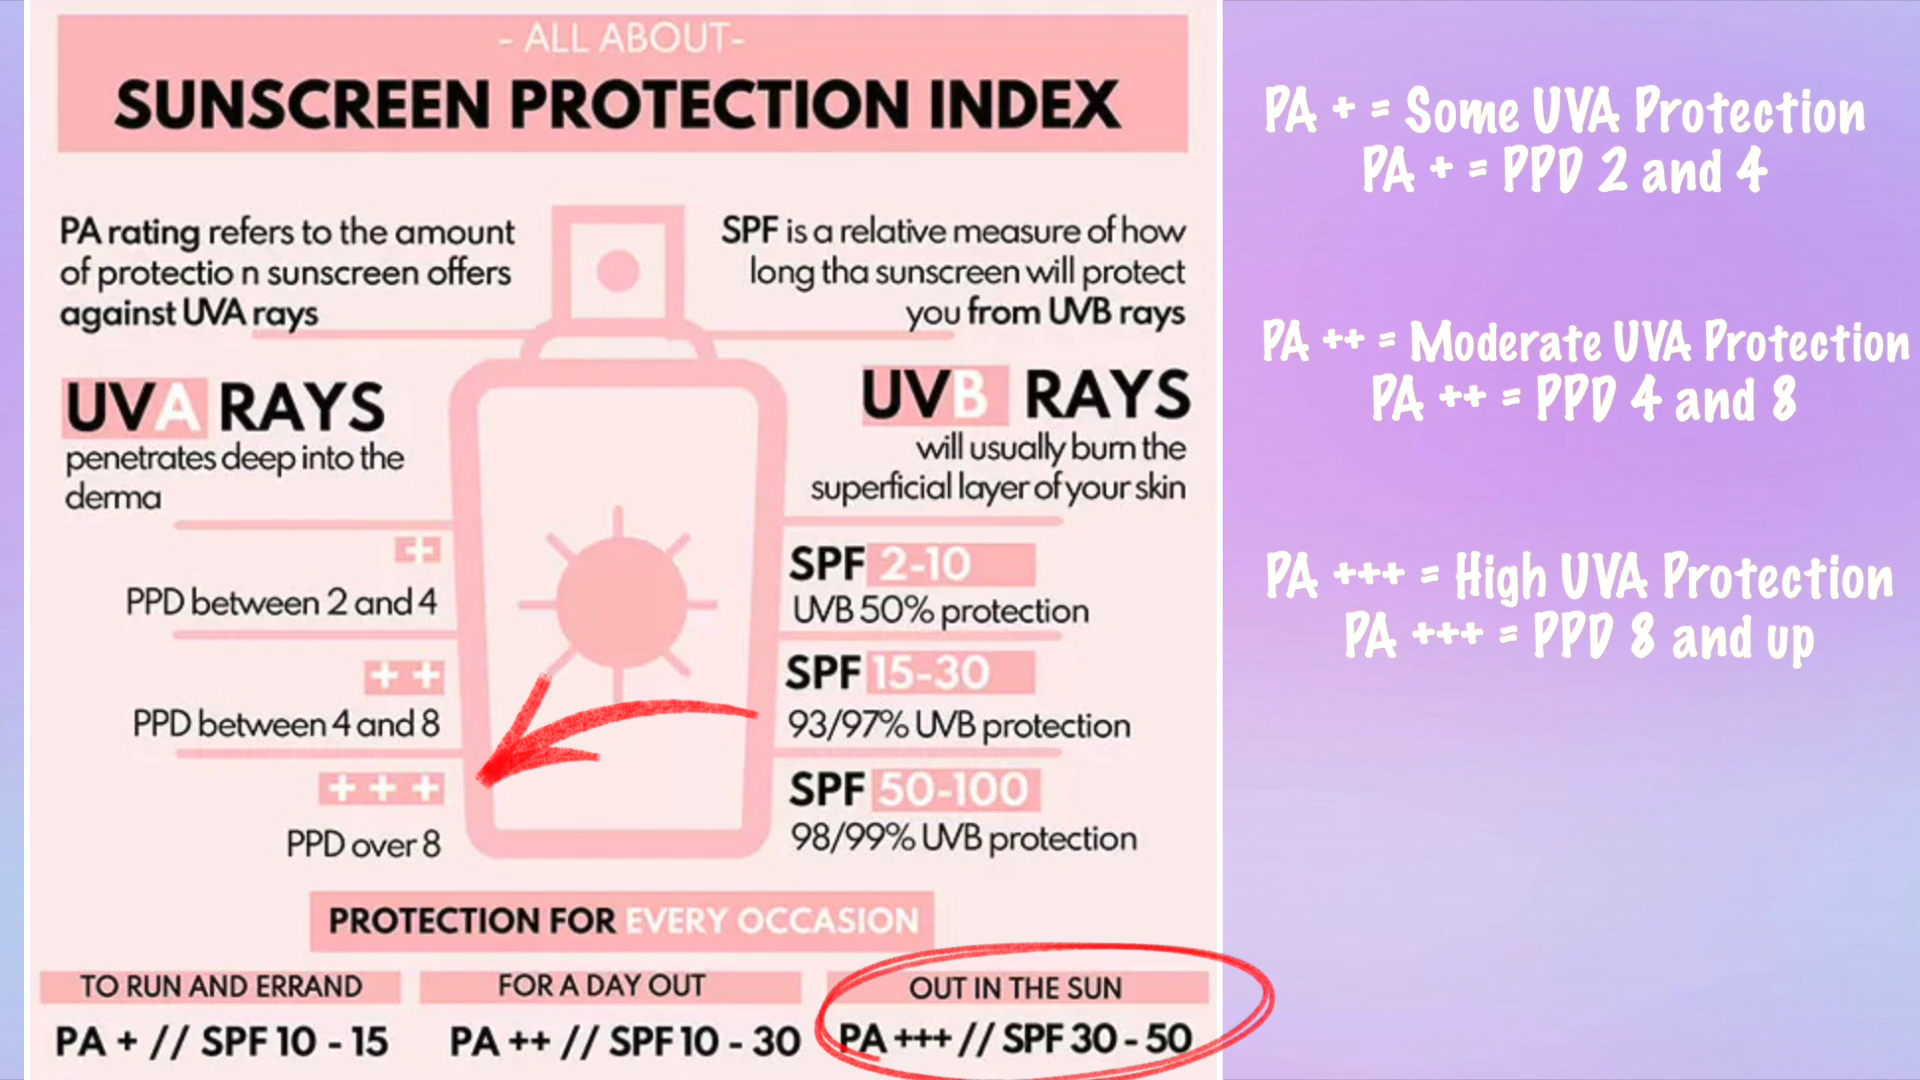 - ALL ABOUT-
SUNSCREEN PROTECTION INDEX
PA rating refers to the amount
of protectio n sunscreen offers
against UVA rays
SPF is a relative measure of how
long tha sunscreen will protect
you from UVB rays
UVA RAYS
penetrates deep into the
derma
UVB RAYS
will usually burn the
superficial layer of your skin
+
PPD between 2 and 4
+ +
PPD between 4 and 8
+ + +
PPD over 8
SPF 2-10
UVB 50% protection
SPF 15-30
93/97% UVB protection
SPF 50-100
98/99% UVB protection
PROTECTION FOR EVERY OCCASION
TO RUN AND ERRAND
PA + // SPF 10 - 15
FOR A DAY OUT
PA ++ // SPF 10 - 30
OUT IN THE SUN
PA +++ // SPF 30 - 50
PA + = Some UVA Protection
PA + = PPD 2 and 4
PA ++ = Moderate UVA Protection
PA ++ = PPD 4 and 8
PA +++ = High UVA Protection
PA +++ = PPD 8 and up